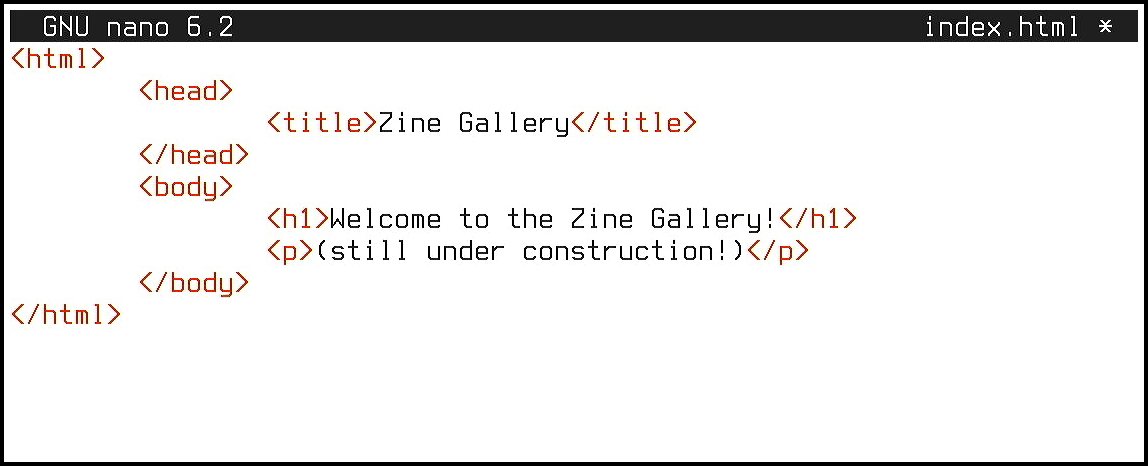 GNU nano 6.2 index.html *
<html>
<head>
<title>Zine Gallery</title>
</head>
<body>
<h1>Welcome to the Zine Gallery!</h1>
<p>(still under construction!)</p>
</body>
</html>